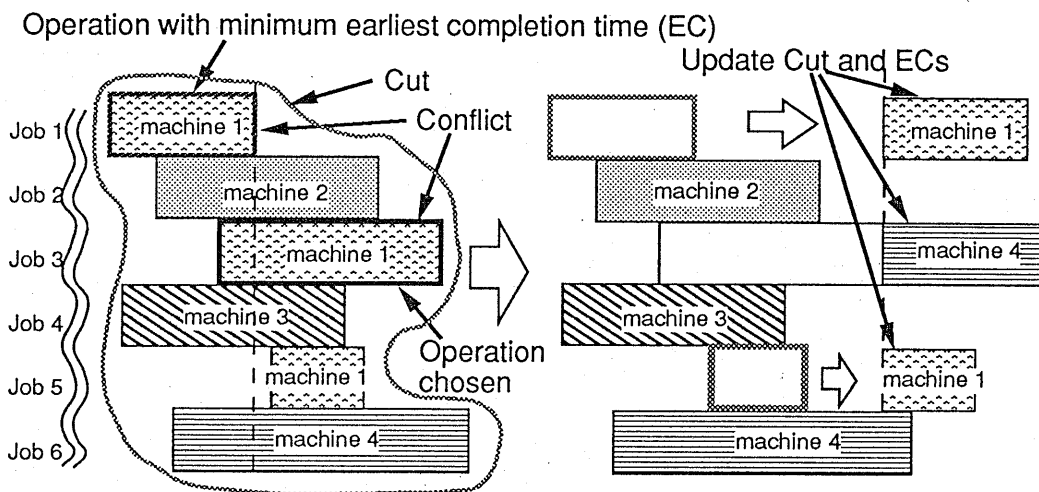 Operation with minimum earliest completion time (EC)
Cut
Update Cut and ECs
Job 1
machine 1
Conflict
machine 1
Job 2
machine 2
machine 2
Job 3
machine 1
machine 4
Job 4
machine 3
machine 3
Operation
chosen
Job 5
machine 1
machine 1
Job 6
machine 4
machine 4